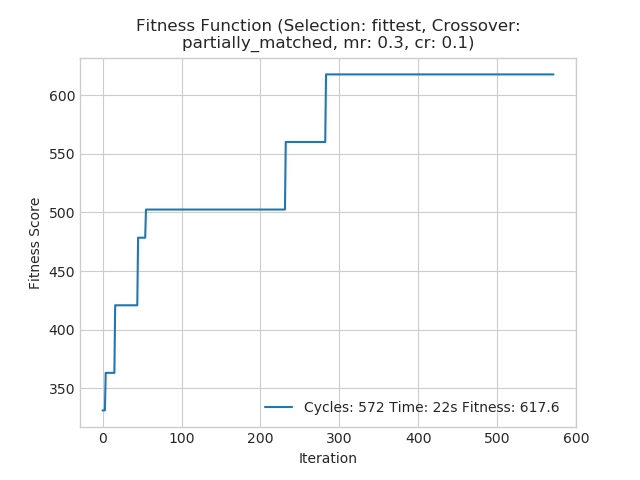 Fitness Function (Selection: fittest, Crossover:
partially_matched, mr: 0.3, cr: 0.1)
Fitness Score
600
550
500
450
400
350
Cycles: 572 Time: 22s Fitness: 617.6
0 100 200 300 400 500 600
Iteration